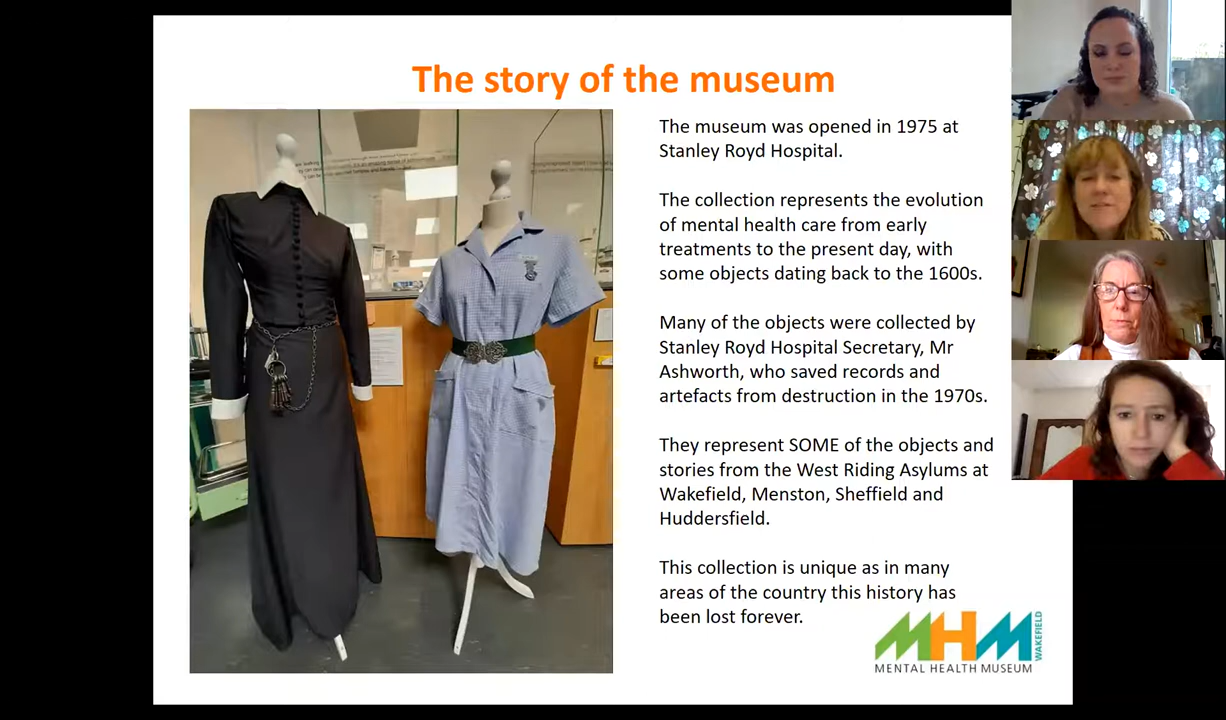 The story of the museum
The museum was opened in 1975 at
Stanley Royd Hospital.
The collection represents the evolution
of mental health care from early
treatments to the present day, with
some objects dating back to the 1600s.
Many of the objects were collected by
Stanley Royd Hospital Secretary, Mr
Ashworth, who saved records and
artefacts from destruction in the 1970s.
They represent SOME of the objects and
stories from the West Riding Asylums at
Wakefield, Menston, Sheffield and
Huddersfield.
This collection is unique as in many
areas of the country this history has
been lost forever.
MHM
WAKEFIELD
MENTAL HEALTH MUSEUM